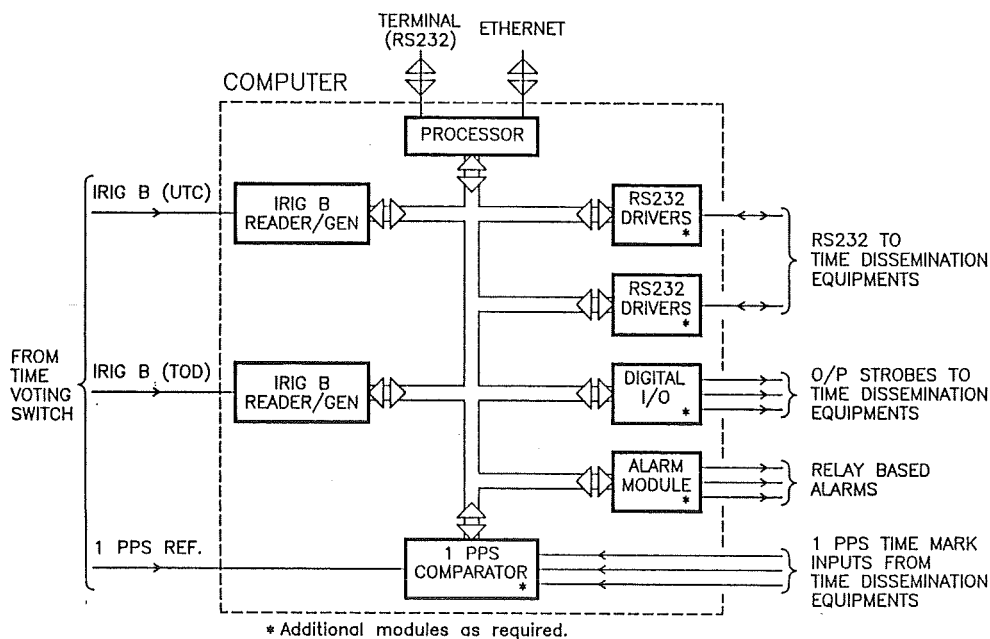 TERMINAL
(RS232)
ETHERNET
COMPUTER
PROCESSOR
IRIG B (UTC)
IRIG B
READER/GEN
RS232
DRIVERS
*
RS232 TO
TIME DISSEMINATION
EQUIPMENTS
RS232
DRIVERS
*
FROM
TIME
VOTING
SWITCH
IRIG B (TOD)
IRIG B
READER/GEN
DIGITAL
I/O
*
O/P STROBES TO
TIME DISSEMINATION
EQUIPMENTS
ALARM
MODULE
*
RELAY BASED
ALARMS
1 PPS REF.
1 PPS
COMPARATOR
*
1 PPS TIME MARK
INPUTS FROM
TIME DISSEMINATION
EQUIPMENTS
* Additional modules as required.